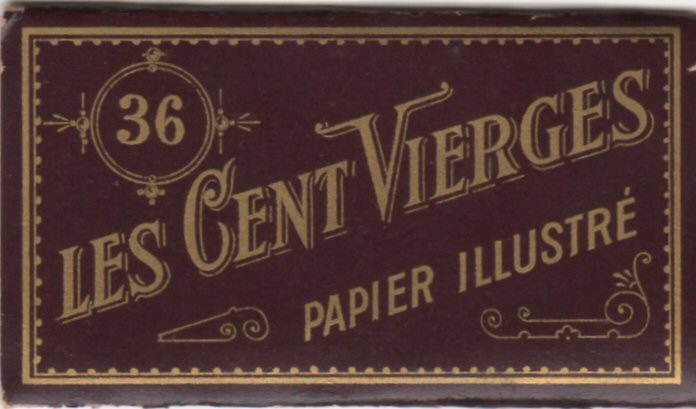 36
LES CENT VIERGES
PAPIER ILLUSTRÉ